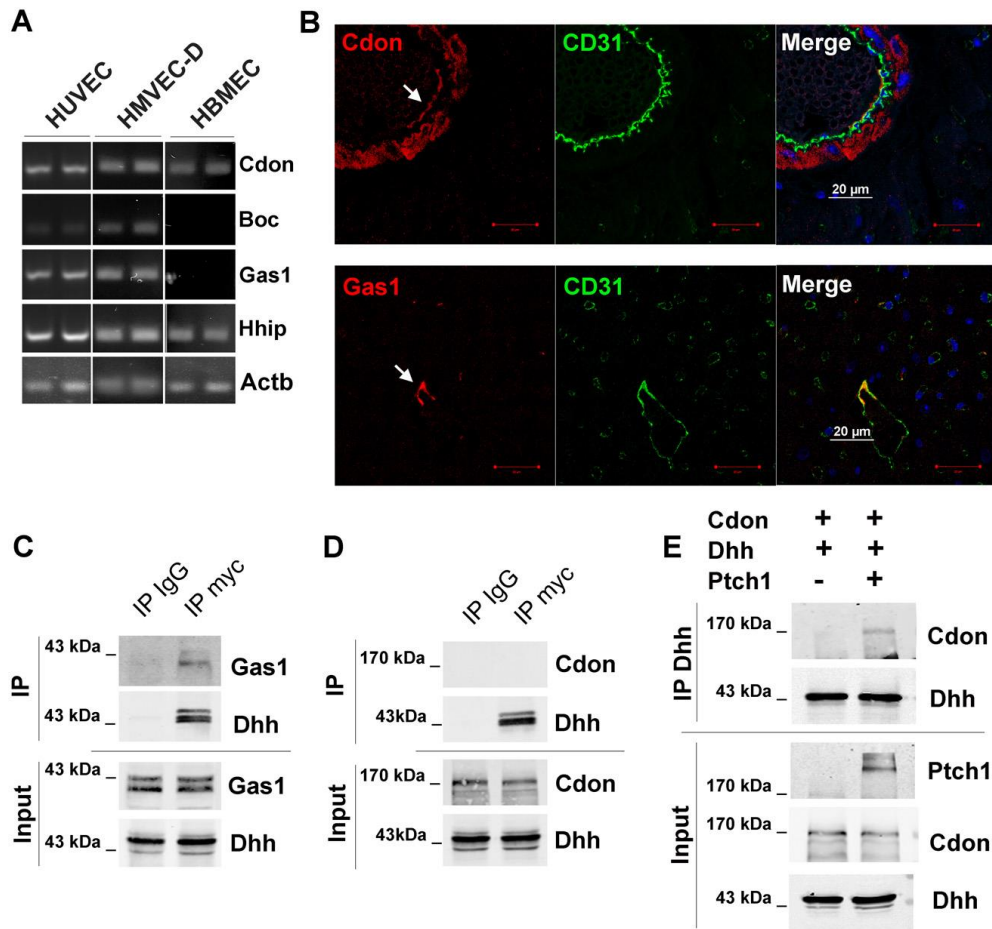 A
HUVEC
HMVEC-D
HBMEC
Cdon
Boc
Gas1
Hhip
Actb
B
Cdon
CD31
Merge
20 µm
Gas1
CD31
Merge
20 µm
C
IP IgG
IP myc
IP
43 kDa
Gas1
43 kDa
Dhh
Input
43 kDa
Gas1
43 kDa
Dhh
D
IP IgG
IP myc
IP
170 kDa
Cdon
43kDa
Dhh
Input
170 kDa
Cdon
43kDa
Dhh
E
Cdon + +
Dhh + +
Ptch1 - +
IP Dhh
170 kDa
Cdon
43 kDa
Dhh
Input
170 kDa
Ptch1
170 kDa
Cdon
43 kDa
Dhh